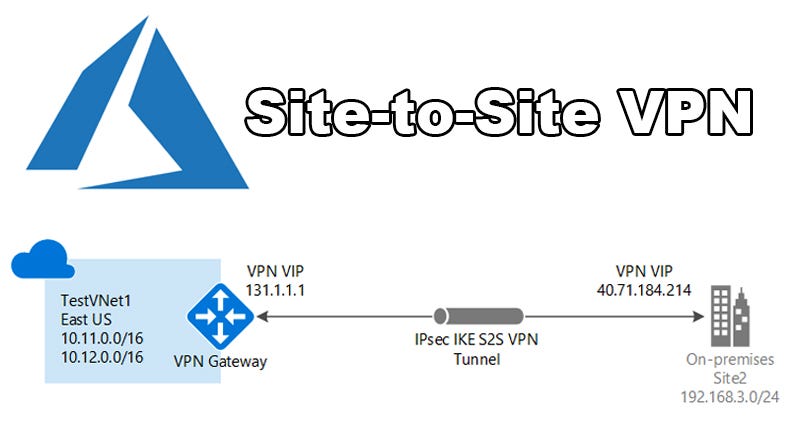 Site-to-Site VPN
VPN VIP
131.1.1.1
VPN VIP
40.71.184.214
TestVNet1
East US
10.11.0.0/16
10.12.0.0/16
VPN Gateway
IPsec IKE S2S VPN
Tunnel
On-premises
Site2
192.168.3.0/24